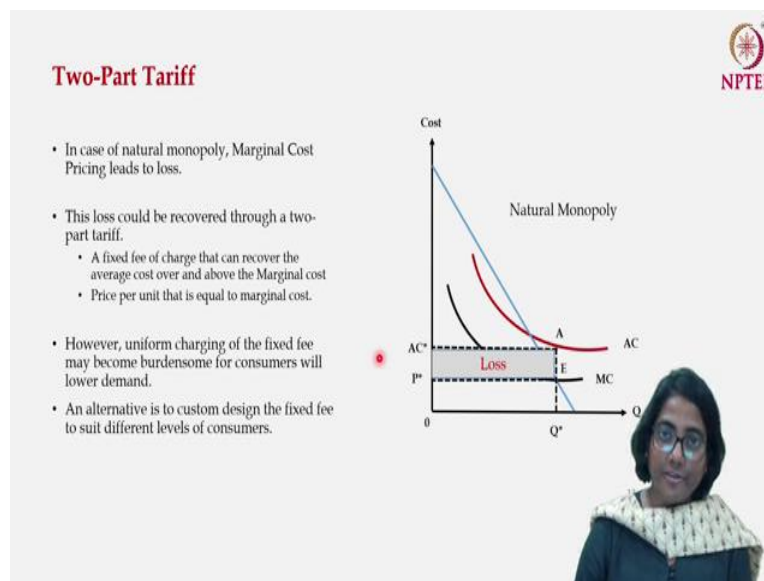 Two-Part Tariff
NPTE
• In case of natural monopoly, Marginal Cost
Pricing leads to loss.
• This loss could be recovered through a two-
part tariff.
• A fixed fee of charge that can recover the
average cost over and above the Marginal cost
• Price per unit that is equal to marginal cost.
• However, uniform charging of the fixed fee
may become burdensome for consumers will
lower demand.
• An alternative is to custom design the fixed fee
to suit different levels of consumers.
Cost
Natural Monopoly
A
AC*
AC
Loss
E
P*
MC
0
Q*
Q